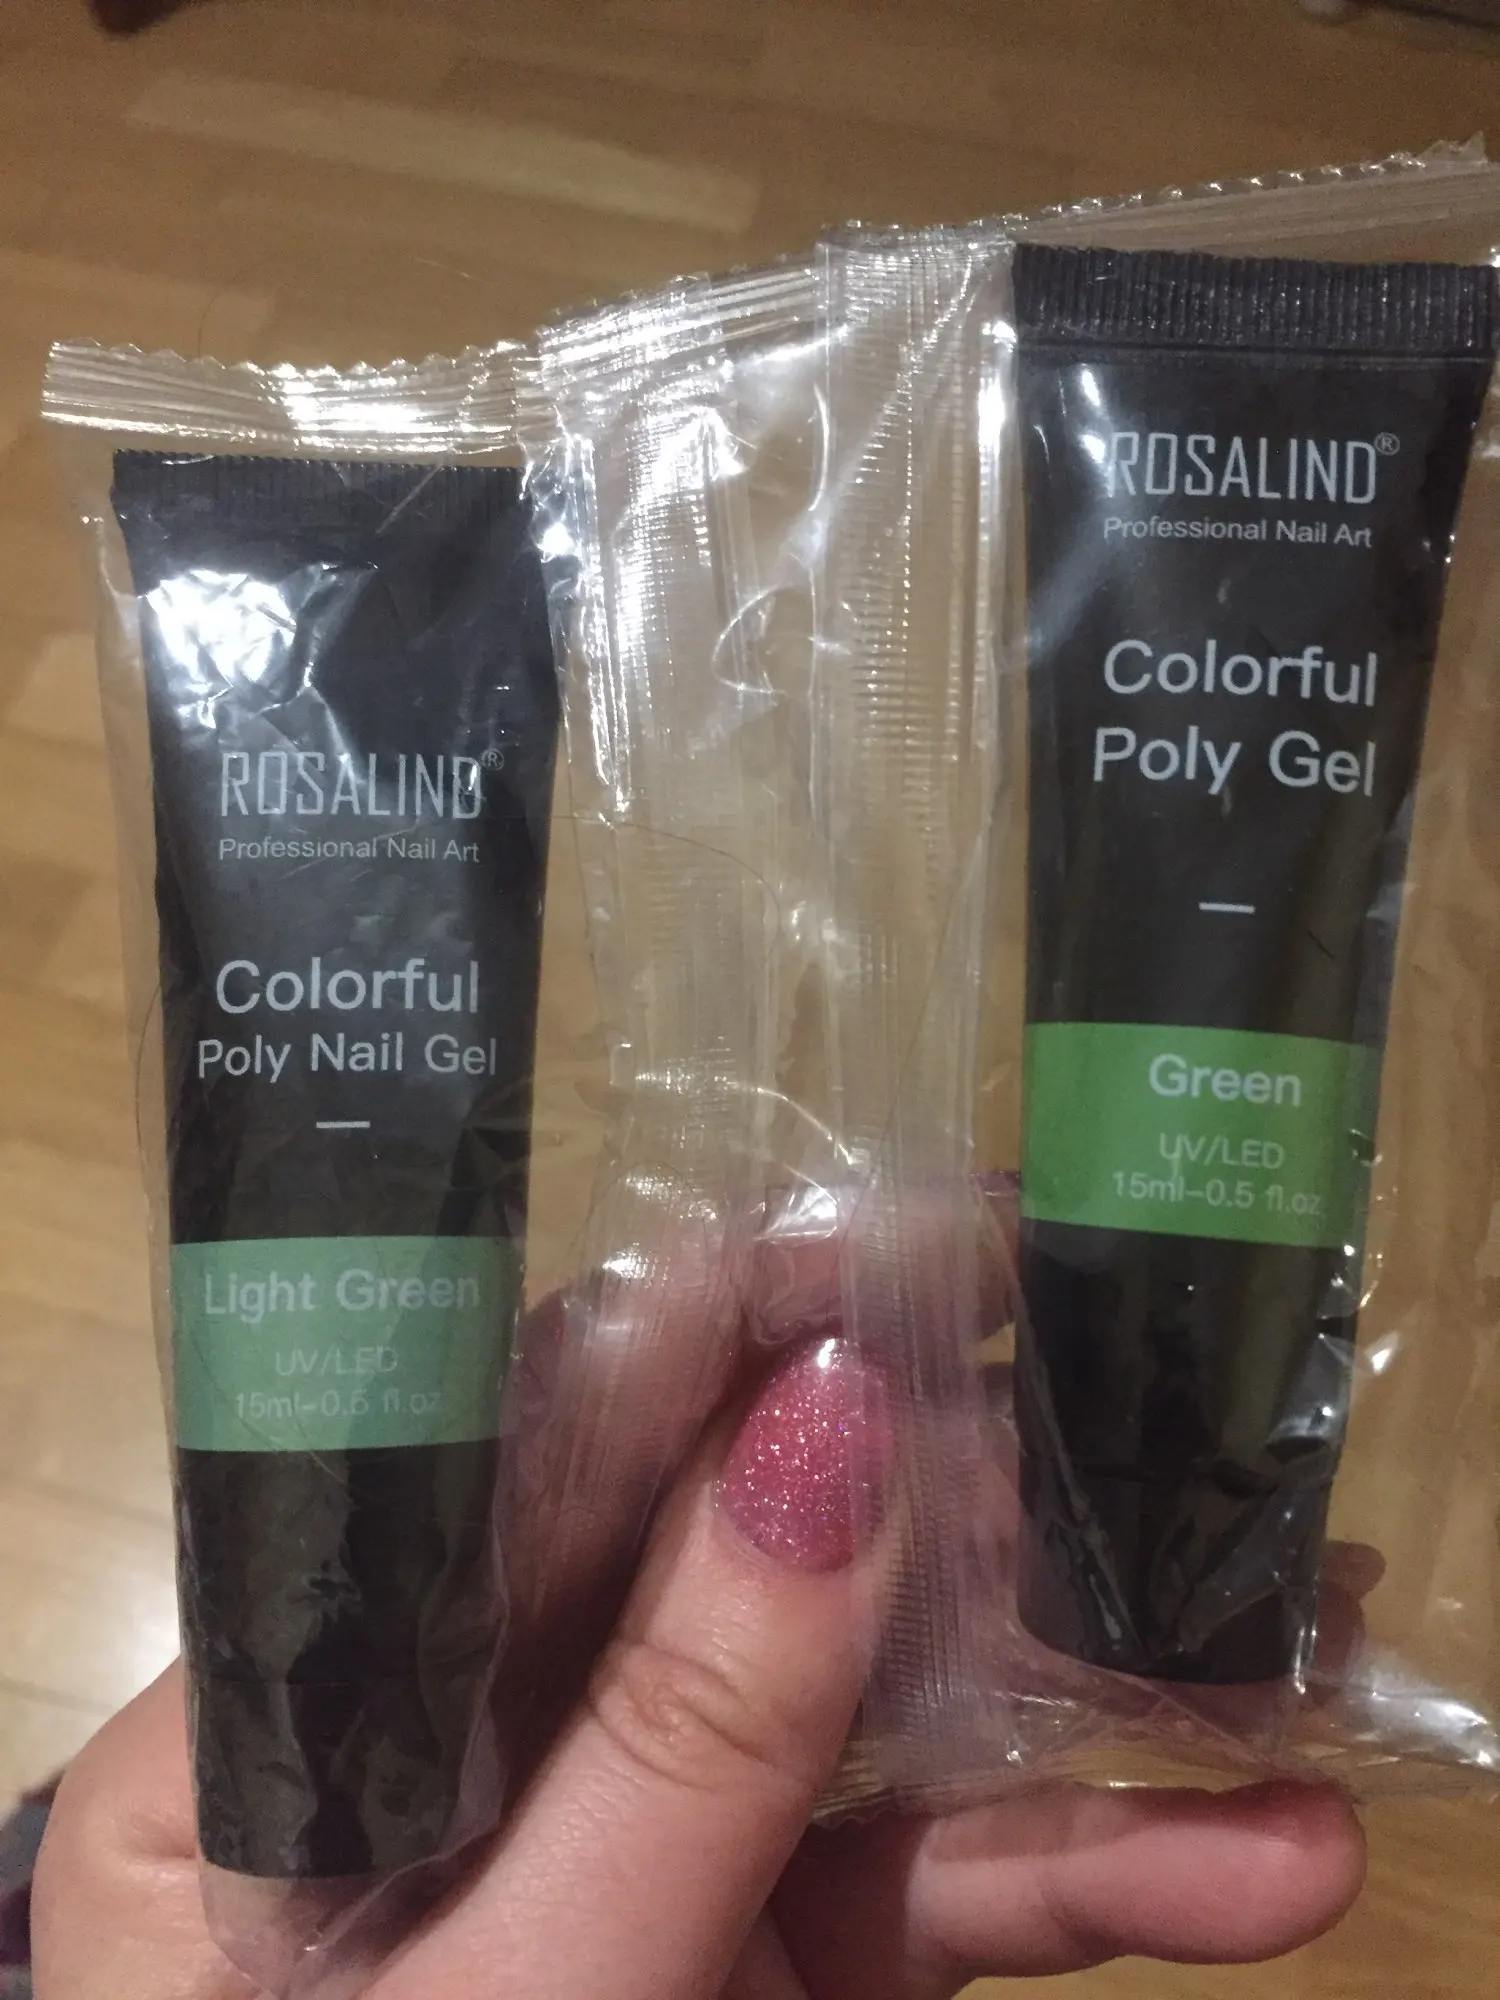 ROSALIND®
Professional Nail Art
Colorful
Poly Nail Gel
Light Green
UV/LED
15ml-0.5 fl.oz
ROSALIND®
Professional Nail Art
Colorful
Poly Gel
Green
UV/LED
15ml-0.5 fl.oz